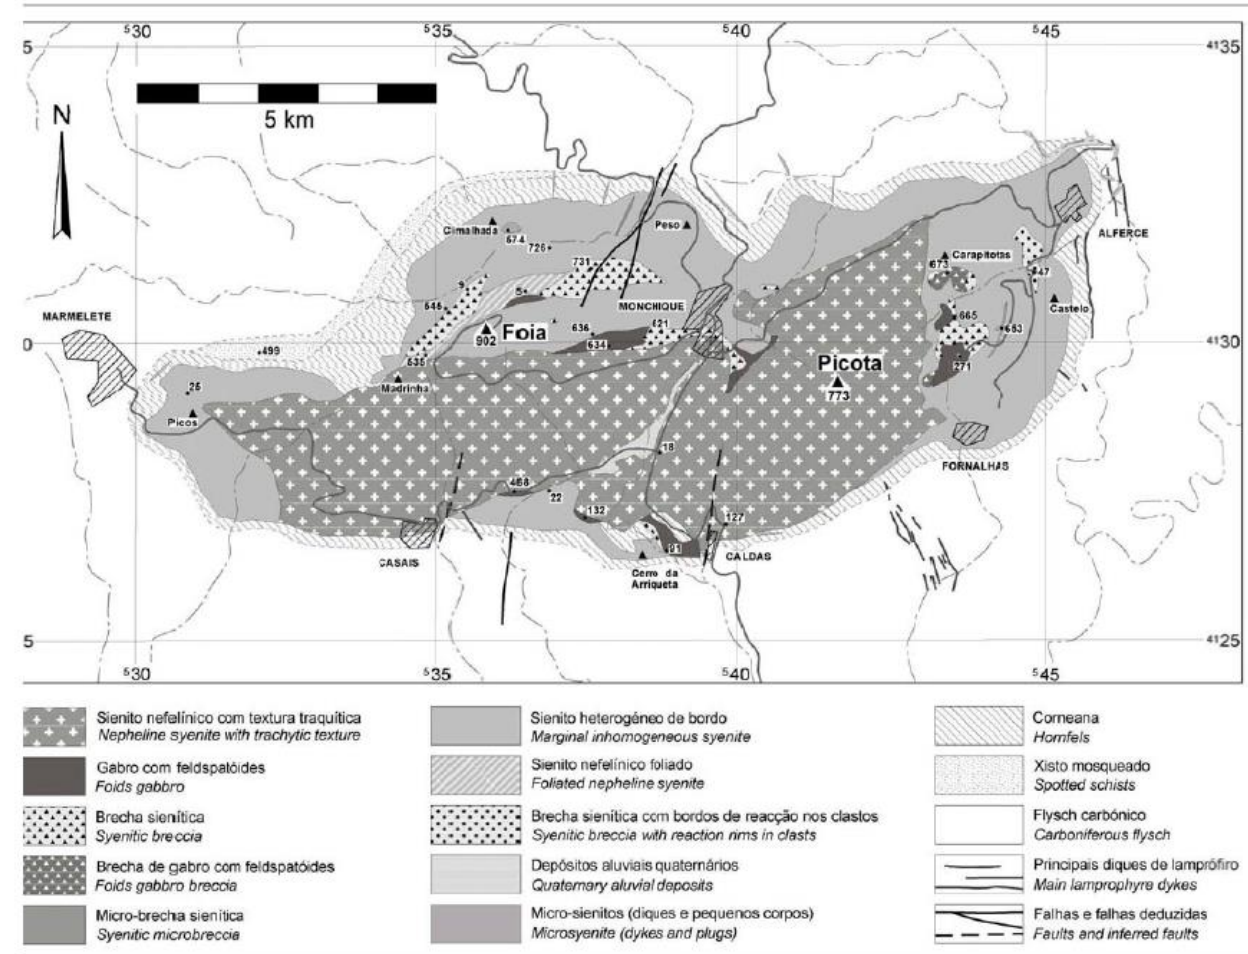 530
535
540
545
5
4135
N
5 km
Cimalhada
574
726
Peso
ALFERCE
Carapitotas
673
731
9
5
547
Castelo
545
MONCHIQUE
MARMELETE
Foia
902
636
621
634
665
683
0
4130
499
535
Picota
773
271
Madrinha
25
Picos
18
FORNALHAS
488
22
132
127
91
CASAIS
CALDAS
Cerro da
Arriqueta
5
4125
530
535
540
545
Sienito nefelínico com textura traquítica
Nepheline syenite with trachytic texture
Gabro com feldspatóides
Foids gabbro
Brecha sienítica
Syenitic breccia
Brecha de gabro com feldspatóides
Foids gabbro breccia
Micro-brecha sienítica
Syenitic microbreccia
Sienito heterogéneo de bordo
Marginal inhomogeneous syenite
Sienito nefelínico foliado
Foliated nepheline syenite
Brecha sienítica com bordos de reacção nos clastos
Syenitic breccia with reaction rims in clasts
Depósitos aluviais quaternários
Quaternary aluvial deposits
Micro-sienitos (diques e pequenos corpos)
Microsyenite (dykes and plugs)
Corneana
Hornfels
Xisto mosqueado
Spotted schists
Flysch carbónico
Carboniferous flysch
Principais diques de lamprófiro
Main lamprophyre dykes
Falhas e falhas deduzidas
Faults and inferred faults